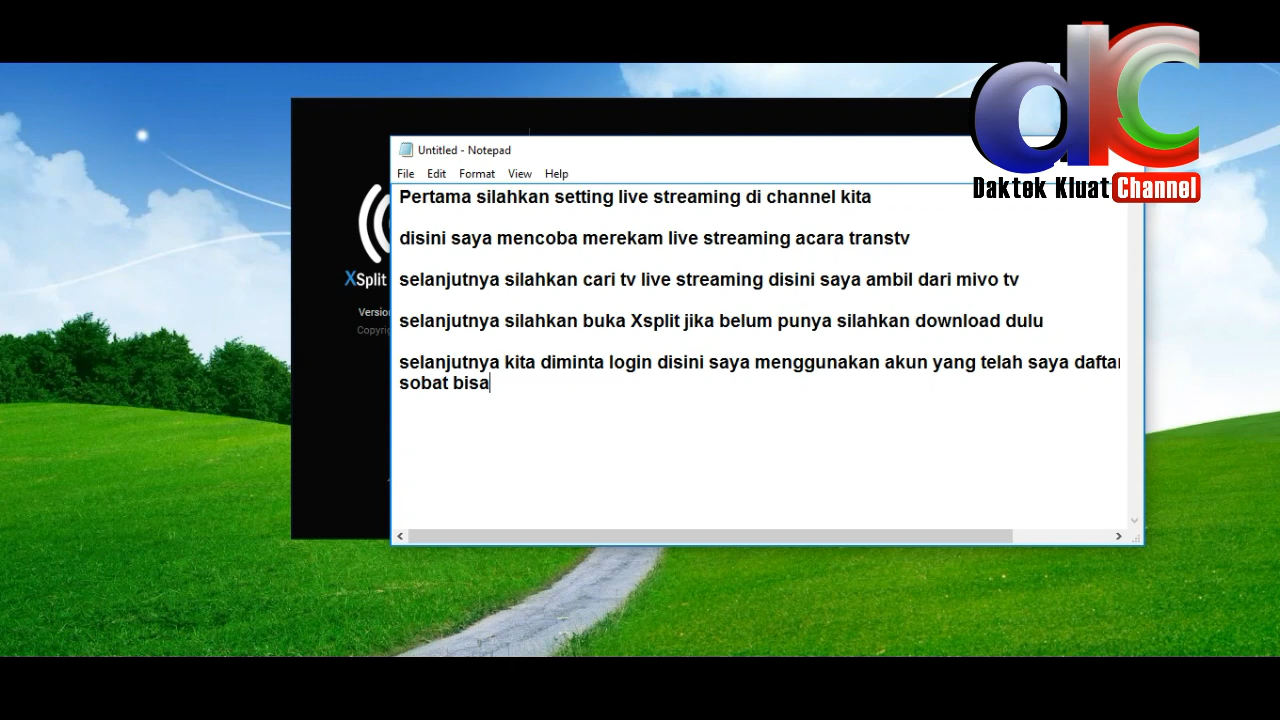 dc
Daktek Kluat Channel
Untitled - Notepad
File Edit Format View Help
Pertama silahkan setting live streaming di channel kita
disini saya mencoba merekam live streaming acara transtv
selanjutnya silahkan cari tv live streaming disini saya ambil dari mivo tv
XSplit
selanjutnya silahkan buka Xsplit jika belum punya silahkan download dulu
selanjutnya kita diminta login disini saya menggunakan akun yang telah saya daftar
sobat bisa